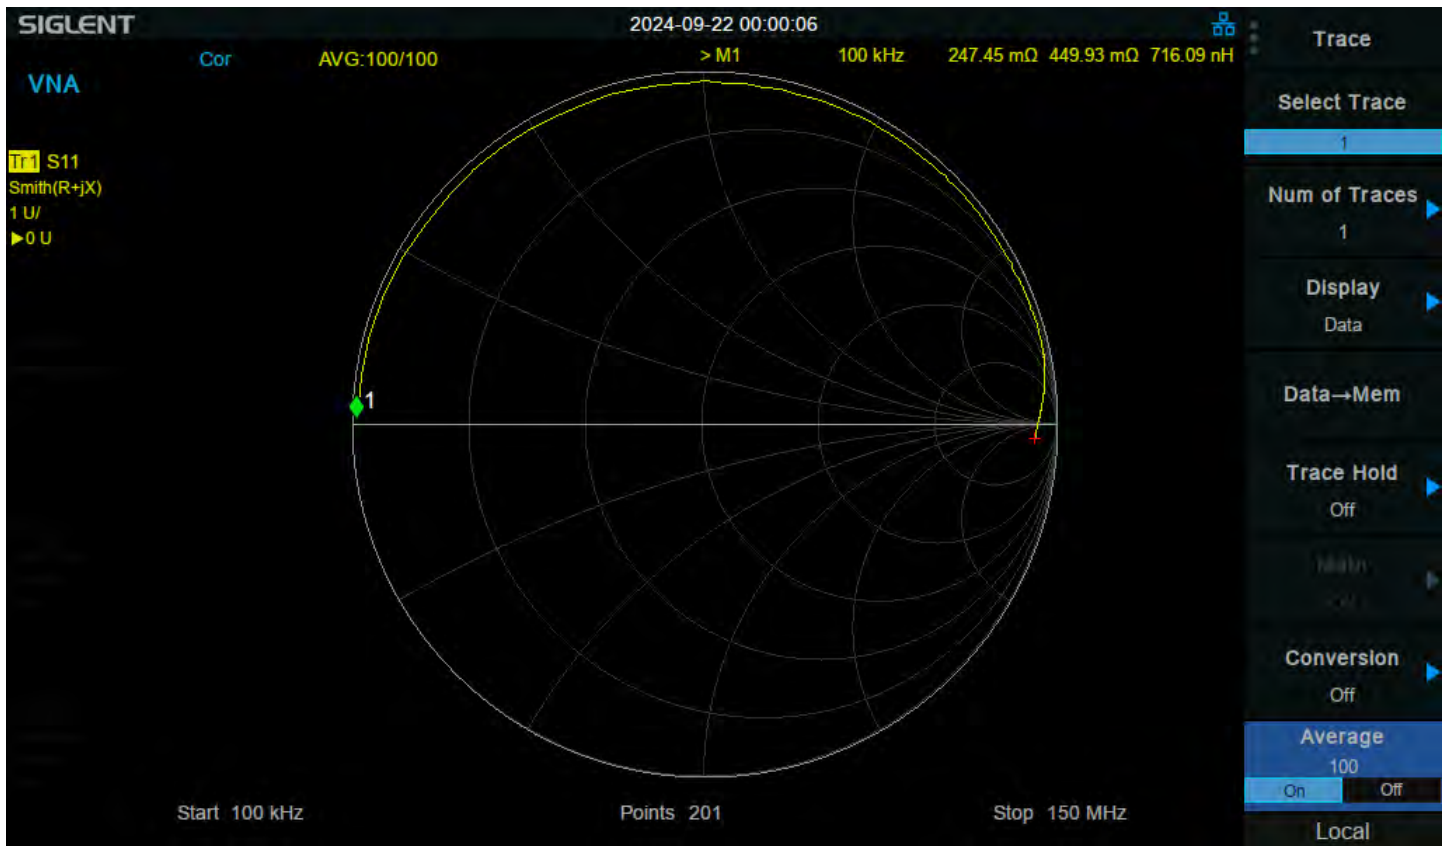 SIGLENT 2024-09-22 00:00:06
Cor AVG:100/100 > M1 100 kHz 247.45 mΩ 449.93 mΩ 716.09 nH
VNA
Tr1 S11
Smith(R+jX)
1 U/
▶0 U
1
Start 100 kHz Points 201 Stop 150 MHz
Trace
Select Trace
1
Num of Traces
1
Display
Data
Data→Mem
Trace Hold
Off
Math
Conversion
Off
Average
100
On Off
Local